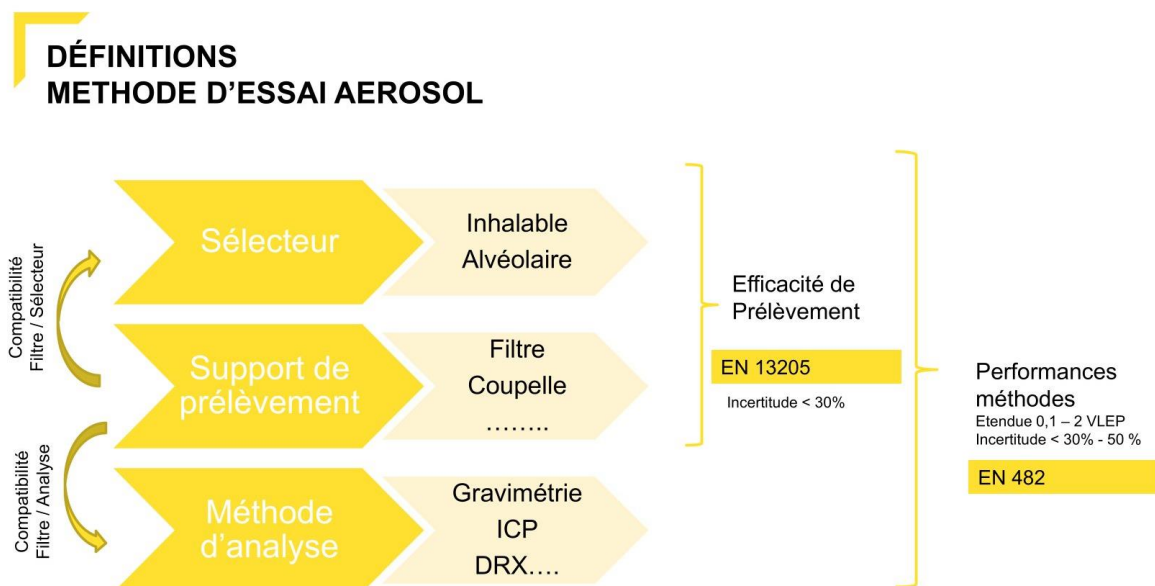 DÉFINITIONS
METHODE D'ESSAI AEROSOL
Compatibilité
Filtre / Sélecteur
Sélecteur
Inhalable
Alvéolaire
Support de
prélèvement
Filtre
Coupelle
……..
Compatibilité
Filtre / Analyse
Méthode
d'analyse
Gravimétrie
ICP
DRX….
Efficacité de
Prélèvement
EN 13205
Incertitude < 30%
Performances
méthodes
Etendue 0,1 – 2 VLEP
Incertitude < 30% - 50 %
EN 482